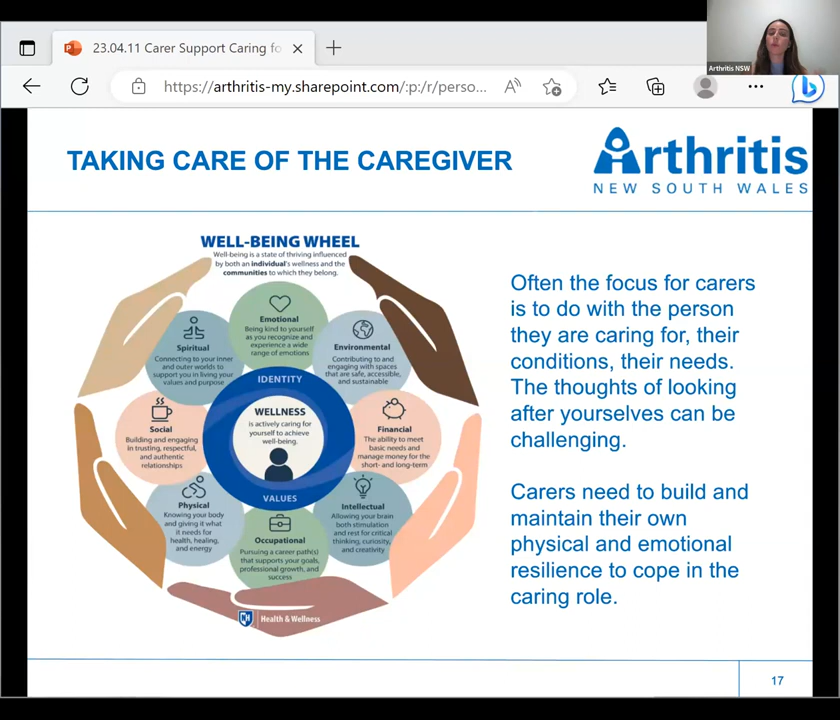 23.04.11 Carer Support Caring fo
https://arthritis-my.sharepoint.com/:p:/r/perso...
Arthritis NSW
TAKING CARE OF THE CAREGIVER
Arthritis
NEW SOUTH WALES
WELL-BEING WHEEL
Well-being is a state of thriving influenced
by both an individual's wellness and the
communities to which they belong.
Emotional
Being kind to yourself
as you recognize and
experience a wide
range of emotions
Spiritual
Connecting to your inner
and outer worlds to
support you in living your
values and purpose
Environmental
Contributing to and
engaging with spaces
that are safe, accessible,
and sustainable
IDENTITY
WELLNESS
is actively caring for
yourself to achieve
well-being.
VALUES
Social
Building and engaging
in trusting, respectful,
and authentic
relationships
Financial
The ability to meet
basic needs and
manage money for the
short- and long-term
Physical
Knowing your body
and giving it what
it needs for
health, healing,
and energy
Intellectual
Allowing your brain
both stimulation
and rest for critical
thinking, curiosity,
and creativity
Occupational
Pursuing a career path(s)
that supports your goals,
professional growth, and
success
Health & Wellness
Often the focus for carers
is to do with the person
they are caring for, their
conditions, their needs.
The thoughts of looking
after yourselves can be
challenging.
Carers need to build and
maintain their own
physical and emotional
resilience to cope in the
caring role.
17